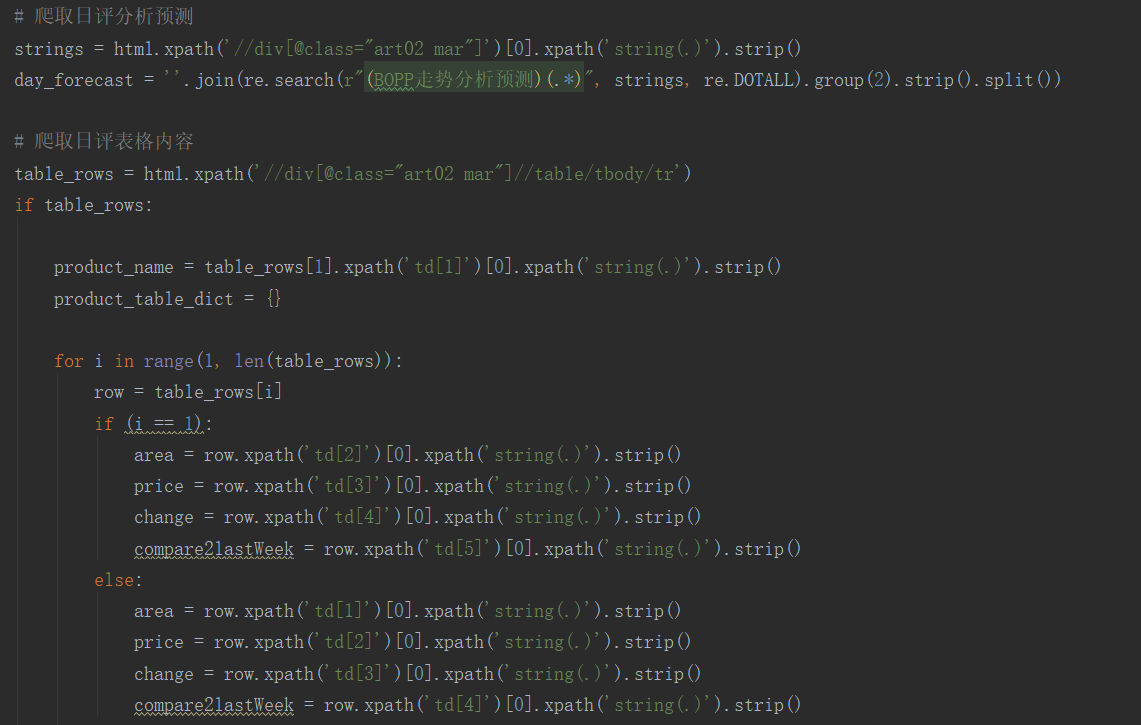 # 爬取日评分析预测
strings = html.xpath('//div[@class="art02 mar"]')[0].xpath('string(.)').strip()
day_forecast = ''.join(re.search(r"(BOPP走势分析预测)(.*)", strings, re.DOTALL).group(2).strip().split())
# 爬取日评表格内容
table_rows = html.xpath('//div[@class="art02 mar"]//table/tbody/tr')
if table_rows:
product_name = table_rows[1].xpath('td[1]')[0].xpath('string(.)').strip()
product_table_dict = {}
for i in range(1, len(table_rows)):
row = table_rows[i]
if (i == 1):
area = row.xpath('td[2]')[0].xpath('string(.)').strip()
price = row.xpath('td[3]')[0].xpath('string(.)').strip()
change = row.xpath('td[4]')[0].xpath('string(.)').strip()
compare2lastWeek = row.xpath('td[5]')[0].xpath('string(.)').strip()
else:
area = row.xpath('td[1]')[0].xpath('string(.)').strip()
price = row.xpath('td[2]')[0].xpath('string(.)').strip()
change = row.xpath('td[3]')[0].xpath('string(.)').strip()
compare2lastWeek = row.xpath('td[4]')[0].xpath('string(.)').strip()